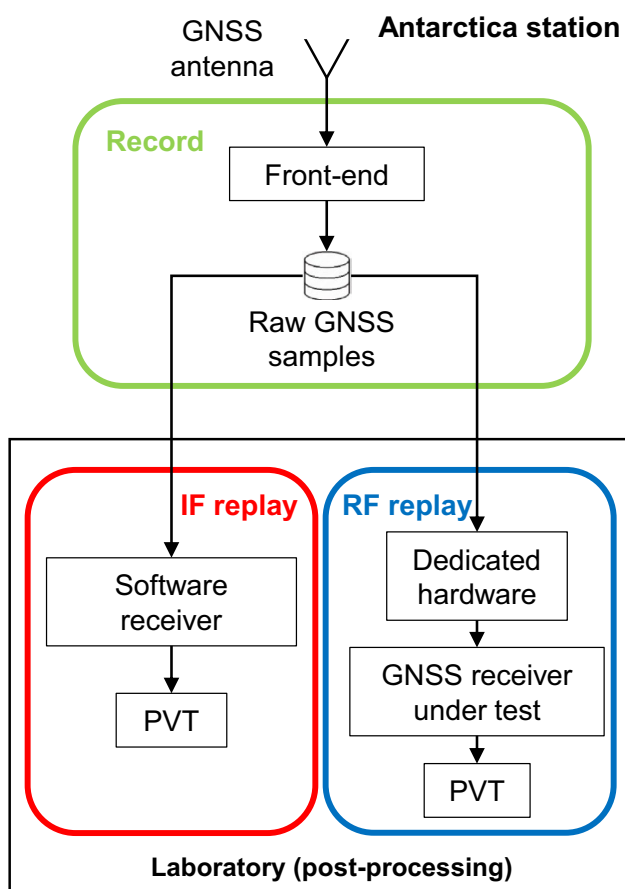 GNSS
antenna
Antarctica station
Record
Front-end
Raw GNSS
samples
IF replay
Software
receiver
PVT
RF replay
Dedicated
hardware
GNSS receiver
under test
PVT
Laboratory (post-processing)